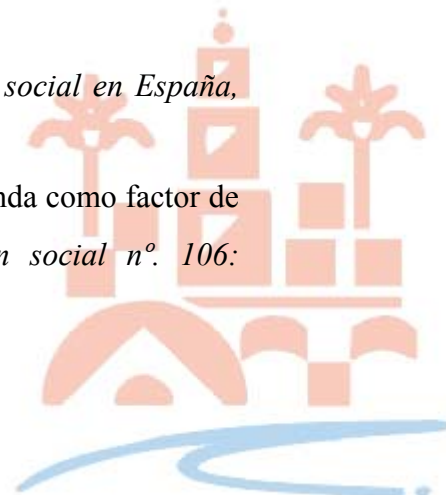 social en España,
nda como factor de
n social nº. 106: